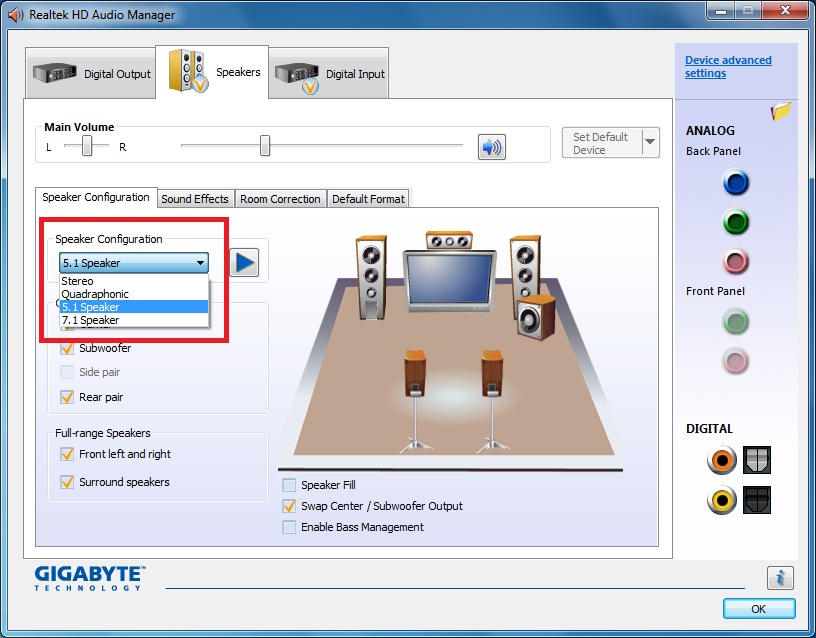 Realtek HD Audio Manager
Digital Output
Speakers
Digital Input
Device advanced
settings
Main Volume
L
R
Set Default
Device
ANALOG
Back Panel
Speaker Configuration
Sound Effects
Room Correction
Default Format
Speaker Configuration
5.1 Speaker
Stereo
Quadraphonic
5.1 Speaker
7.1 Speaker
Subwoofer
Side pair
Rear pair
Front Panel
Full-range Speakers
Front left and right
Surround speakers
Speaker Fill
Swap Center / Subwoofer Output
Enable Bass Management
DIGITAL
GIGABYTE™
TECHNOLOGY
i
OK